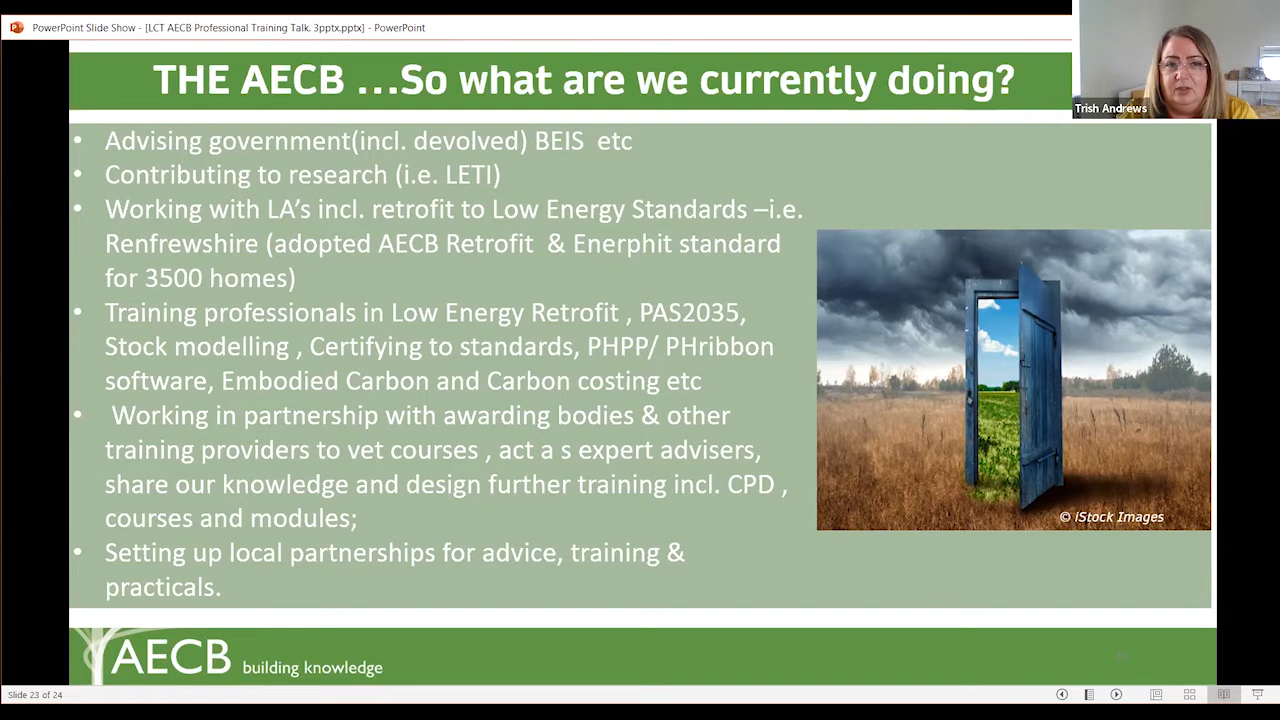 PowerPoint Slide Show - [LCT AECB Professional Training Talk. 3pptx.pptx] - PowerPoint
THE AECB ...So what are we currently doing?
Trish Andrews
• Advising government(incl. devolved) BEIS etc
• Contributing to research (i.e. LETI)
• Working with LA's incl. retrofit to Low Energy Standards –i.e.
Renfrewshire (adopted AECB Retrofit & Enerphit standard
for 3500 homes)
• Training professionals in Low Energy Retrofit , PAS2035,
Stock modelling , Certifying to standards, PHPP/ PHribbon
software, Embodied Carbon and Carbon costing etc
• Working in partnership with awarding bodies & other
training providers to vet courses , act a s expert advisers,
share our knowledge and design further training incl. CPD ,
courses and modules;
• Setting up local partnerships for advice, training &
practicals.
© iStock Images
AECB building knowledge
Slide 23 of 24